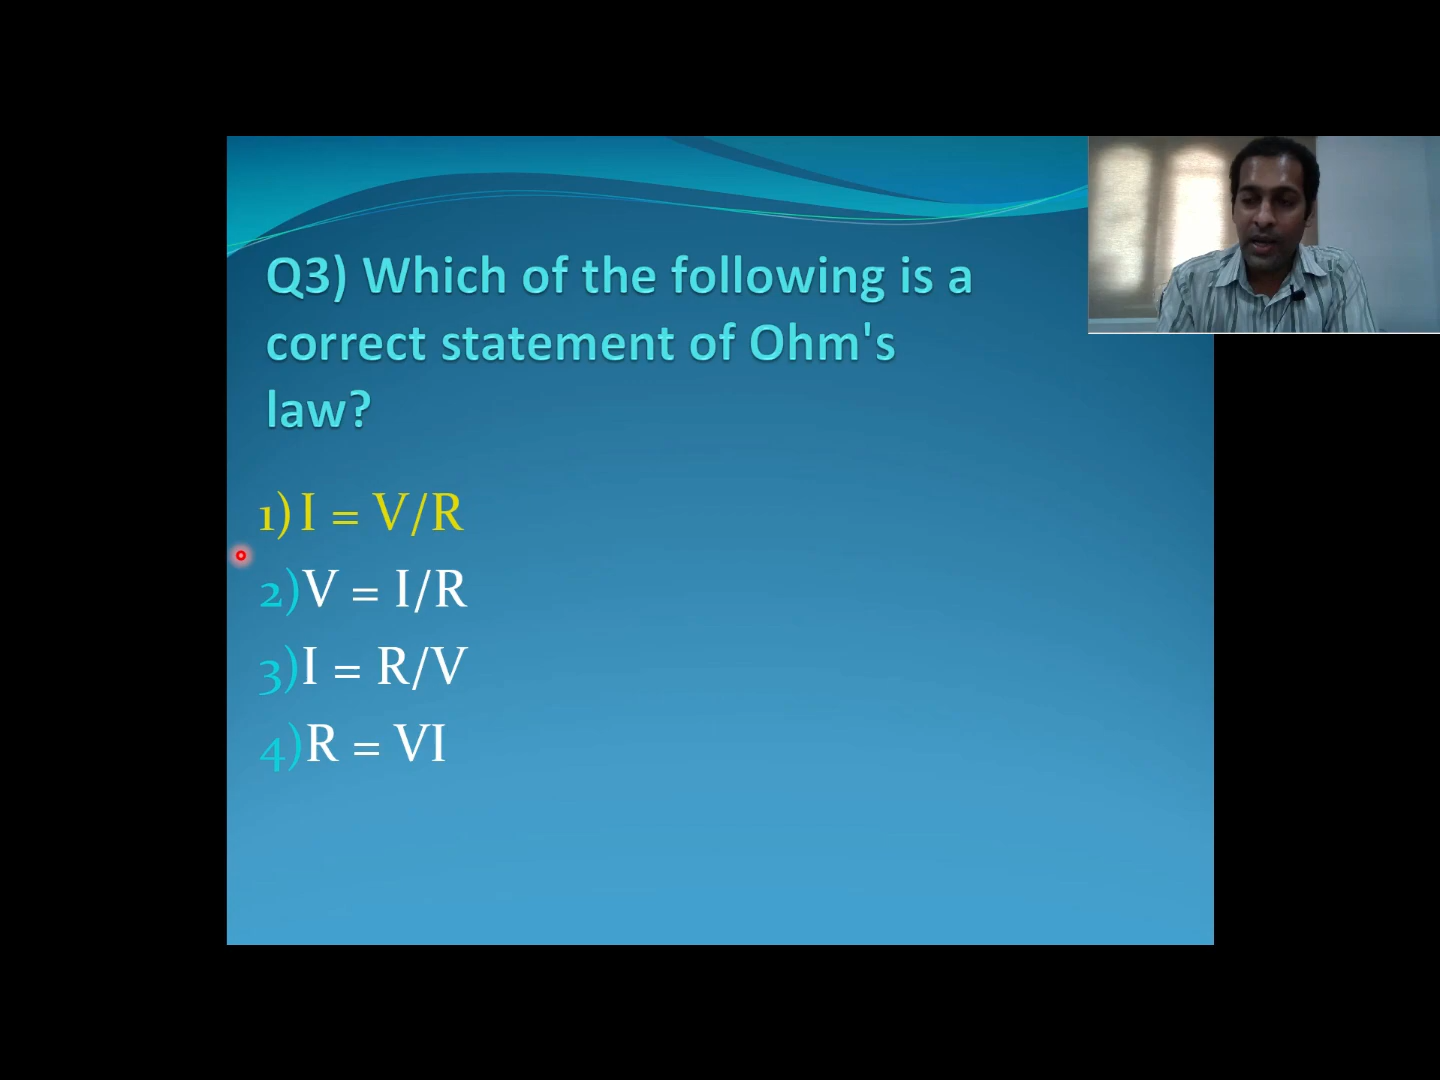 Q3) Which of the following is a
correct statement of Ohm's
law?
1) I = V/R
2) V = I/R
3) I = R/V
4) R = VI